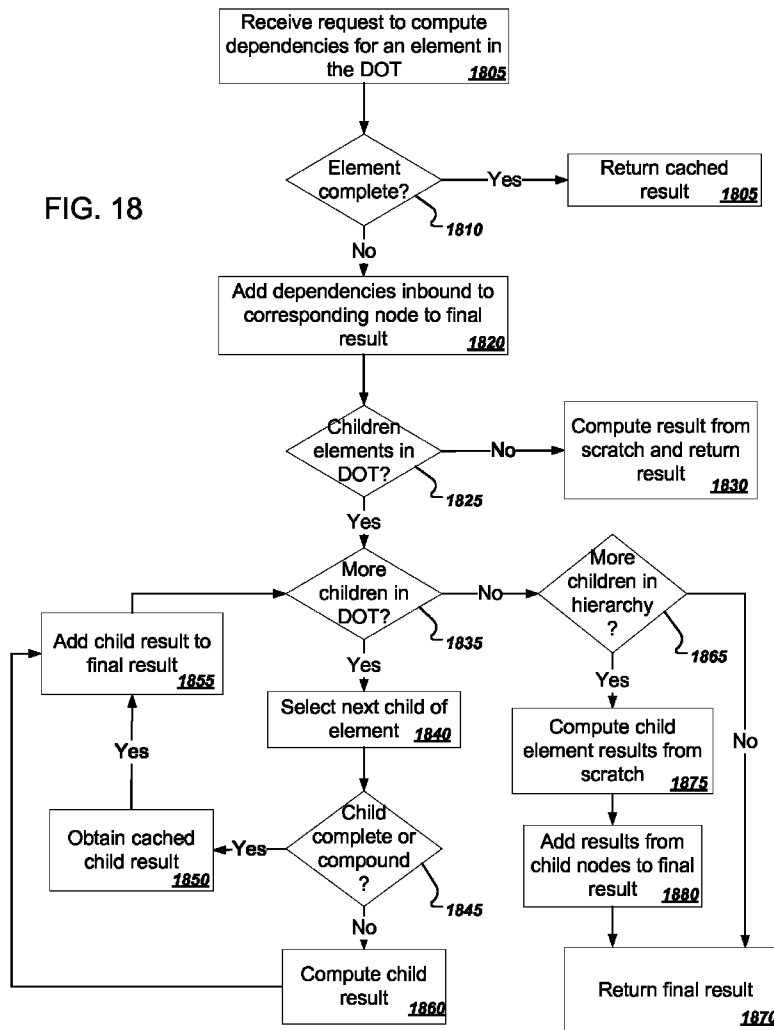 Receive request to compute
dependencies for an element in
the DOT
1805
Element
complete?
1810
Yes
Return cached
result
1805
FIG. 18
No
Add dependencies inbound to
corresponding node to final
result
1820
Children
elements in
DOT?
1825
No
Compute result from
scratch and return
result
1830
Yes
More
children in
DOT?
1835
No
More
children in
hierarchy
?
1865
Add child result to
final result
1855
Yes
Select next child of
element
1840
Yes
Compute child
element results from
scratch
1875
No
Yes
Obtain cached
child result
1850
Yes
Child
complete or
compound
?
1845
Add results from
child nodes to final
result
1880
No
Compute child
result
1860
Return final result
1870